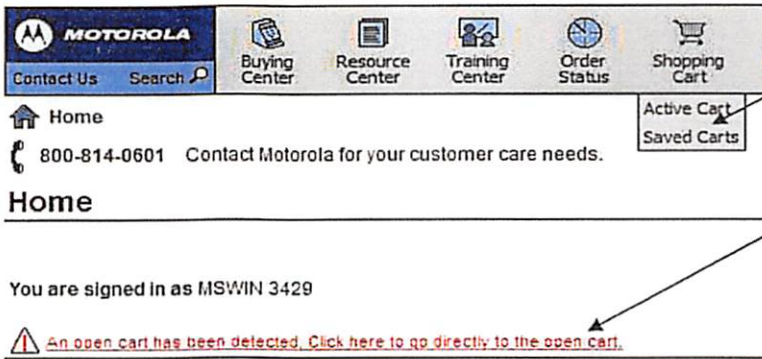 MOTOROLA
Contact Us Search
Buying Center
Resource Center
Training Center
Order Status
Shopping Cart
Active Cart
Saved Carts
Home
800-814-0601 Contact Motorola for your customer care needs.
Home
You are signed in as MSWIN 3429
An open cart has been detected. Click here to go directly to the open cart.